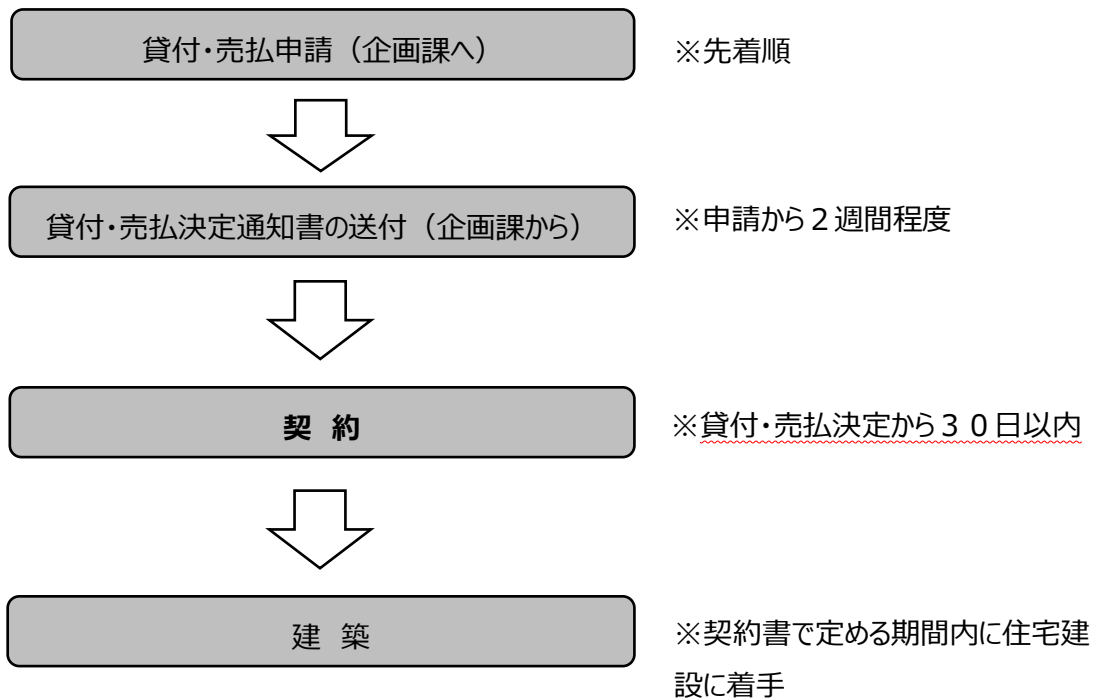 貸付・売払申請（企画課へ）
※先着順
貸付・売払決定通知書の送付（企画課から）
※申請から２週間程度
契 約
※貸付・売払決定から３０日以内
建 築
※契約書で定める期間内に住宅建
設に着手